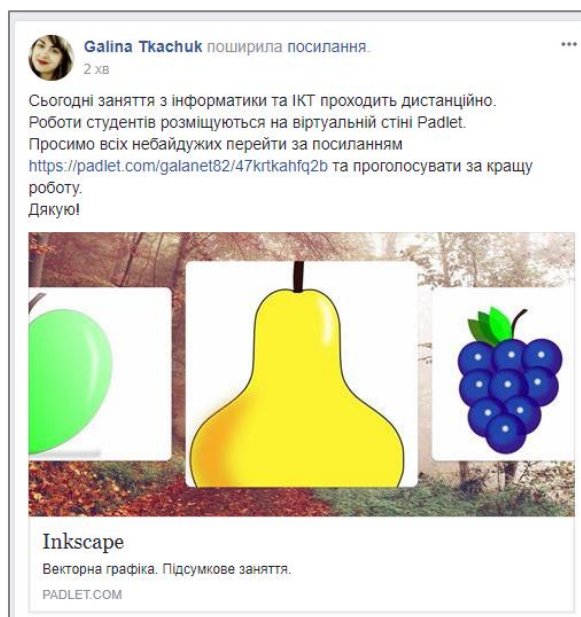 Galina Tkachuk поширила посилання.
2 хв
Сьогодні заняття з інформатики та ІКТ проходить дистанційно.
Роботи студентів розміщуються на віртуальній стіні Padlet.
Просимо всіх небайдужих перейти за посиланням
https://padlet.com/galanet82/47krtkahfq2b та проголосувати за кращу
роботу.
Дякую!
Inkscape
Векторна графіка. Підсумкове заняття.
PADLET.COM